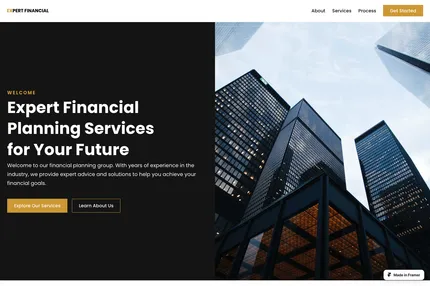 EXPERT FINANCIAL
About Services Process Get Started
WELCOME
Expert Financial
Planning Services
for Your Future
Welcome to our financial planning group. With years of experience in the
industry, we provide expert advice and solutions to help you achieve your
financial goals.
Explore Our Services Learn About Us
Made in Framer